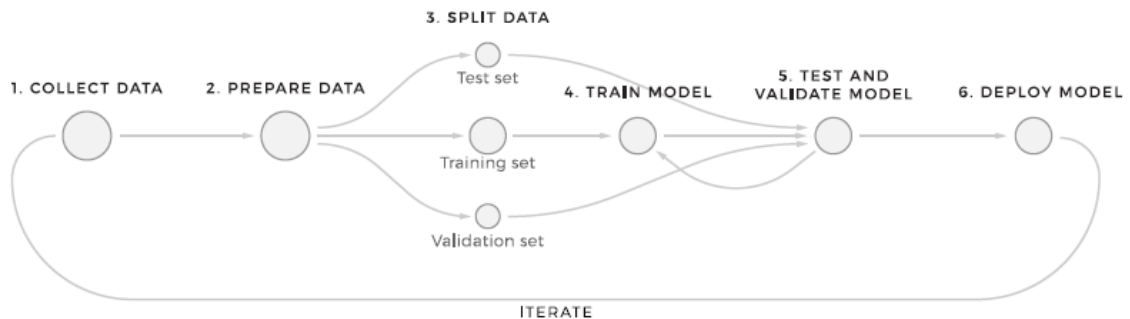 3. SPLIT DATA
Test set
1. COLLECT DATA
2. PREPARE DATA
4. TRAIN MODEL
5. TEST AND
VALIDATE MODEL
6. DEPLOY MODEL
Training set
Validation set
ITERATE